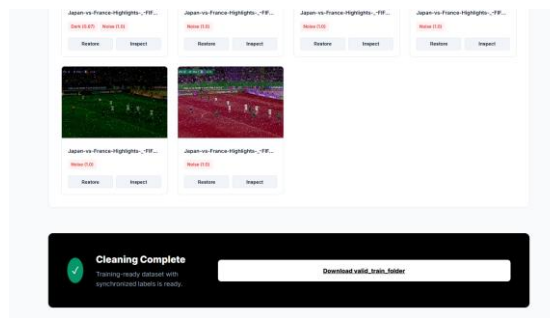 Japan-vs-France-Highlights-_-FIF... Japan-vs-France-Highlights-_-FIF... Japan-vs-France-Highlights-_-FIF... Japan-vs-France-Highlights-_-FIF...
Dark (0.87) Noise (1.0) Noise (1.0) Noise (1.0) Noise (1.0)
Restore Inspect Restore Inspect Restore Inspect Restore Inspect
Japan-vs-France-Highlights-_-FIF... Japan-vs-France-Highlights-_-FIF...
Noise (1.0) Noise (1.0)
Restore Inspect Restore Inspect
Cleaning Complete
Training-ready dataset with
synchronized labels is ready.
Download valid_train_folder